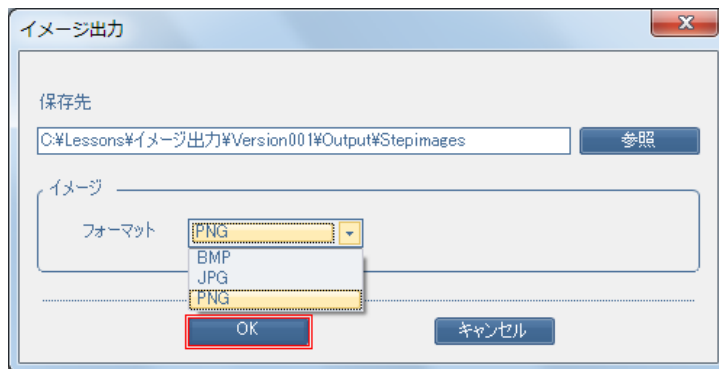 イメージ出力
保存先
C:¥Lessons¥イメージ出力¥Version001¥Output¥Stepimages
参照
イメージ
フォーマット PNG
BMP
JPG
PNG
OK キャンセル